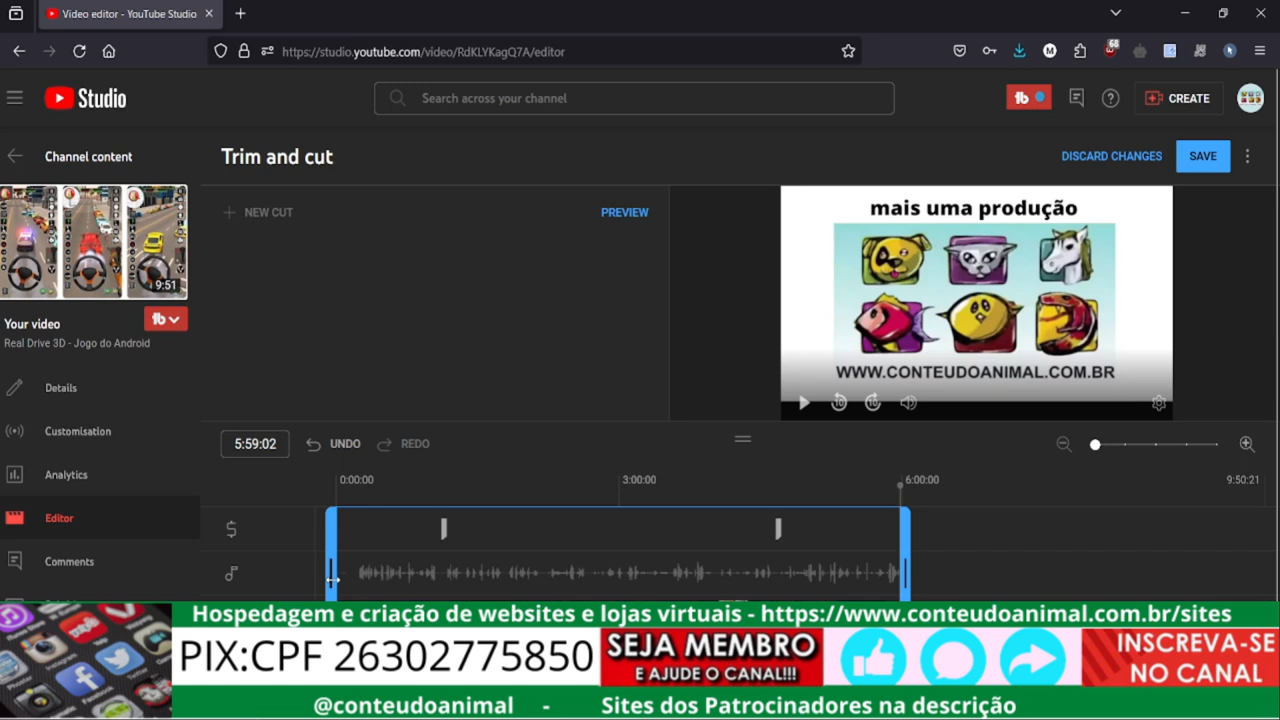 Video editor - YouTube Studio
https://studio.youtube.com/video/RdKLYKagQ7A/editor
68
Studio
Search across your channel
CREATE
Channel content
Trim and cut
DISCARD CHANGES
SAVE
NEW CUT
PREVIEW
mais uma produção
WWW.CONTEUDOANIMAL.COM.BR
9:51
Your video
Real Drive 3D - Jogo do Android
Details
Customisation
Analytics
Editor
Comments
5:59:02
UNDO
REDO
0:00:00
3:00:00
6:00:00
9:50:21
Hospedagem e criação de websites e lojas virtuais - https://www.conteudoanimal.com.br/sites
PIX:CPF 26302775850
SEJA MEMBRO
E AJUDE O CANAL!!!
INSCREVA-SE
NO CANAL
@conteudoanimal - Sites dos Patrocinadores na descrição